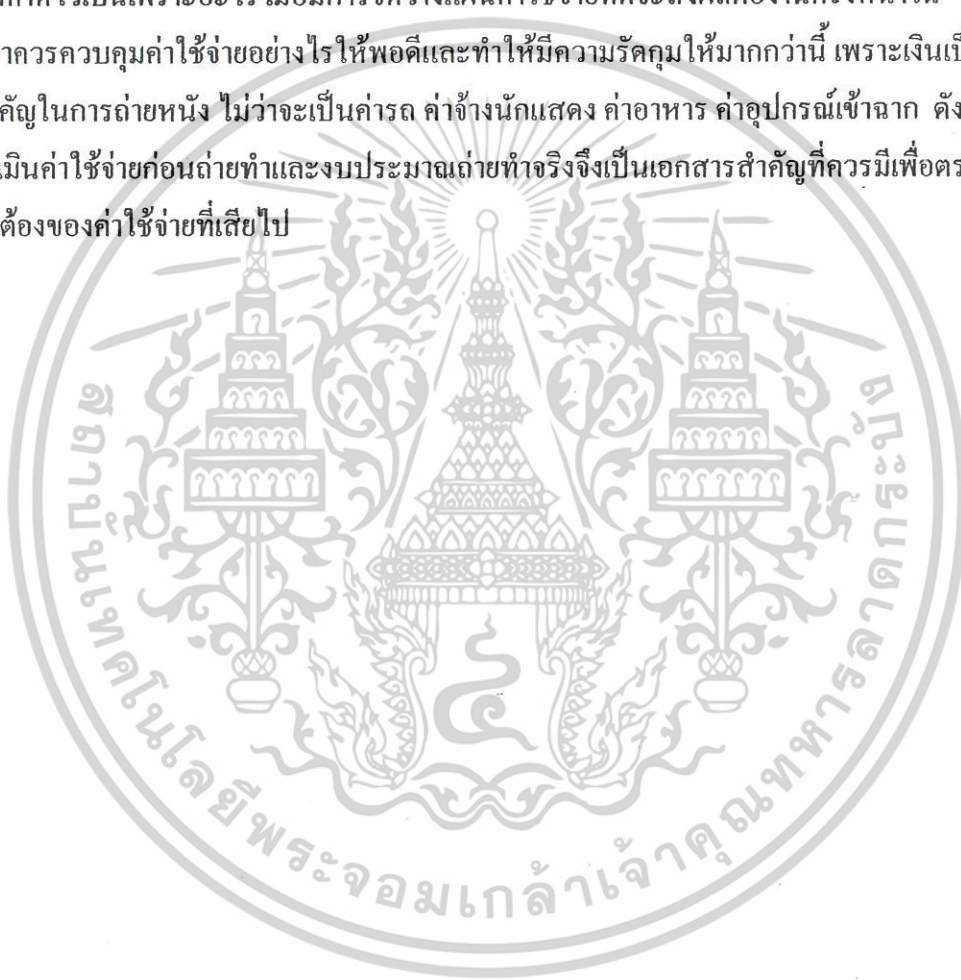 าควรควบคุมค่าใช้จ่ายอย่างไรให้พอดีและทำให้มีความรัดกุมให้มากกว่านี้ เพราะเงินเป็
คัญในการถ่ายหนัง ไม่ว่าจะเป็นค่ารถ ค่าจ้างนักแสดง ค่าอาหาร ค่าอุปกรณ์เข้าฉาก ดัง
เมินค่าใช้จ่ายก่อนถ่ายทำและงบประมาณถ่ายทำจริงจึงเป็นเอกสารสำคัญที่ควรมีเพื่อตร
ต้องของค่าใช้จ่ายที่เสียไป
สถาบันเทคโนโลยีพระจอมเกล้าเจ้าคุณทหารลาดกระบัง
๔